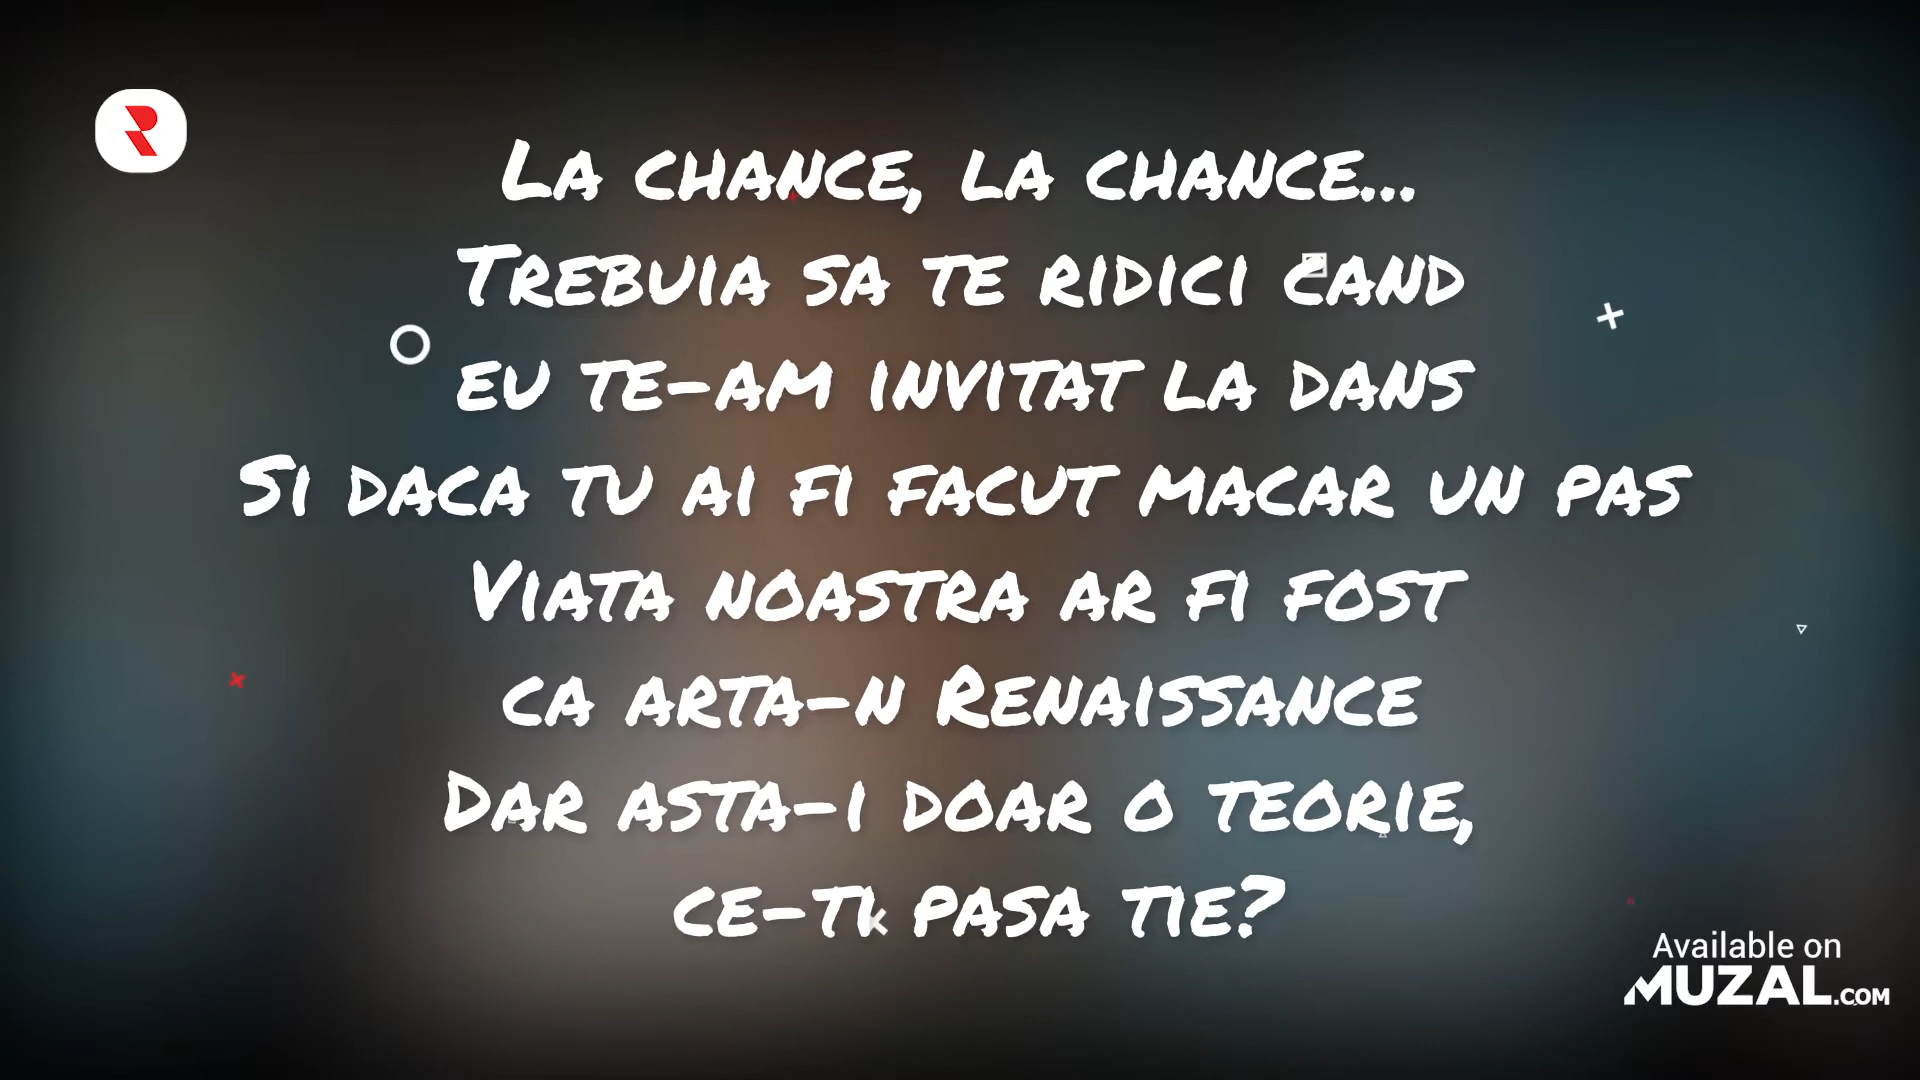 La chance, la chance...
Trebuia sa te ridici cand
eu te-am invitat la dans
Si daca tu ai fi facut macar un pas
Viata noastra ar fi fost
ca arta-n Renaissance
Dar asta-i doar o teorie,
ce-ti pasa tie?
Available on
MUZAL.COM